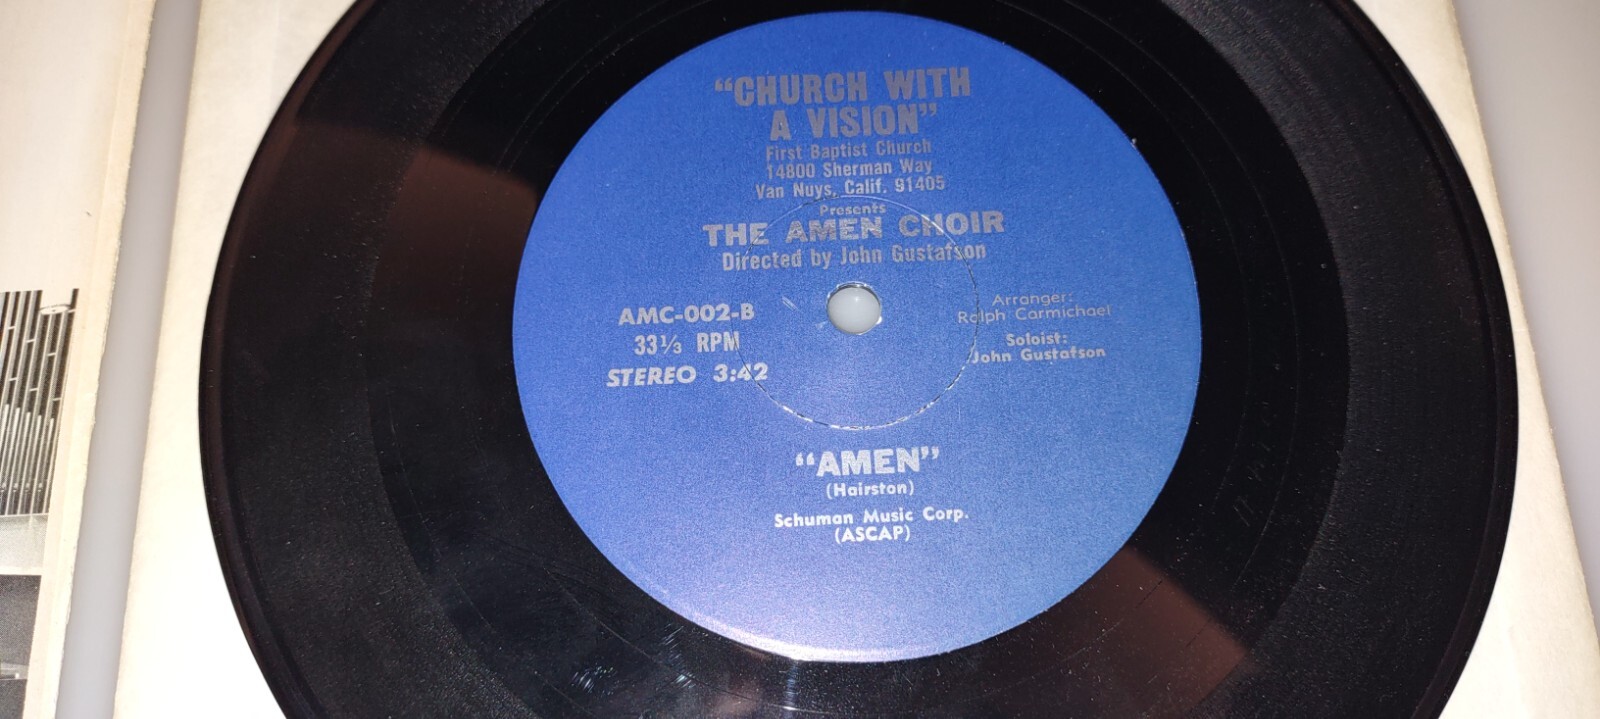 “CHURCH WITH
A VISION”
First Baptist Church
14800 Sherman Way
Van Nuys, Calif. 91405
Presents
THE AMEN CHOIR
Directed by John Gustafson
AMC-002-B
33⅓ RPM
STEREO 3:42
Arranger:
Ralph Carmichael
Soloist:
John Gustafson
“AMEN”
(Hairston)
Schuman Music Corp.
(ASCAP)